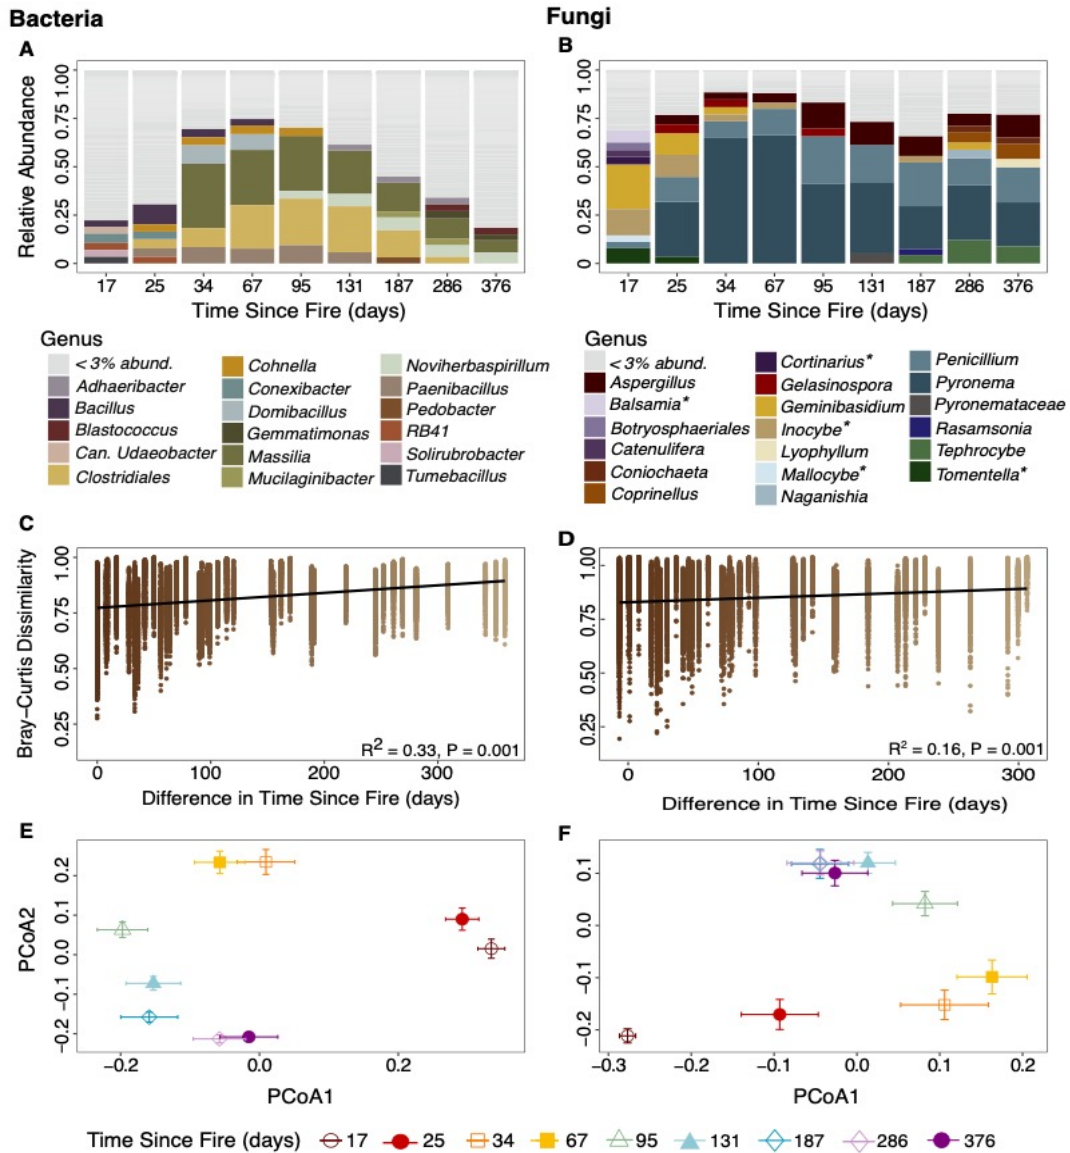 Bacteria
Fungi
A
B
Relative Abundance
1.00
0.75
0.50
0.25
0
17 25 34 67 95 131 187 286 376
Time Since Fire (days)
1.00
0.75
0.50
0.25
0
17 25 34 67 95 131 187 286 376
Time Since Fire (days)
Genus
< 3% abund.
Adhaeribacter
Bacillus
Blastococcus
Can. Udaeobacter
Clostridiales
Cohnella
Conexibacter
Domibacillus
Gemmatimonas
Massilia
Mucilaginibacter
Noviherbaspirillum
Paenibacillus
Pedobacter
RB41
Solirubrobacter
Tumebacillus
Genus
< 3% abund.
Aspergillus
Balsamia*
Botryosphaeriales
Catenulifera
Coniochaeta
Coprinellus
Cortinarius*
Gelasinospora
Geminibasidium
Inocybe*
Lyophyllum
Mallocybe*
Naganishia
Penicillium
Pyronema
Pyronemataceae
Rasamsonia
Tephrocybe
Tomentella*
C
D
Bray–Curtis Dissimilarity
1.00
0.75
0.50
0.25
R² = 0.33, P = 0.001
0 100 200 300
Difference in Time Since Fire (days)
1.00
0.75
0.50
0.25
R² = 0.16, P = 0.001
0 100 200 300
Difference in Time Since Fire (days)
E
F
PCoA2
0.2
0.1
0.0
−0.1
−0.2
−0.2 0.0 0.2
PCoA1
0.1
0.0
−0.1
−0.2
−0.3 −0.2 −0.1 0.0 0.1 0.2
PCoA1
Time Since Fire (days) 17 25 34 67 95 131 187 286 376